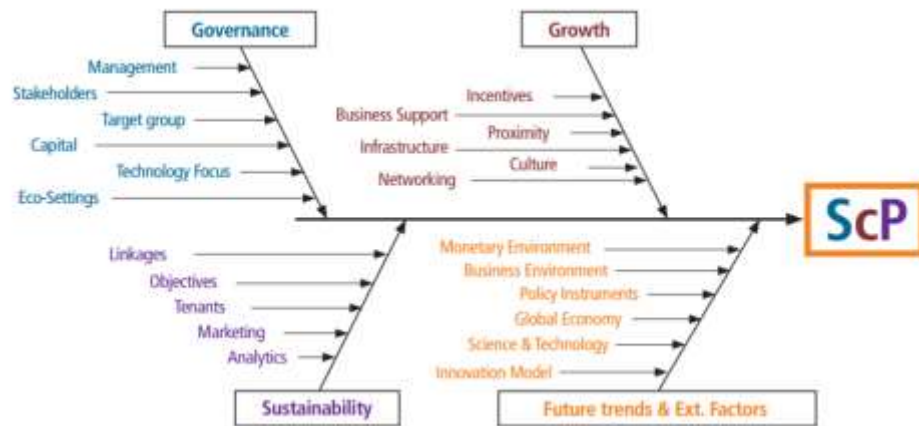 Governance
Management
Stakeholders
Target group
Capital
Technology Focus
Eco-Settings
Growth
Incentives
Business Support
Proximity
Infrastructure
Culture
Networking
ScP
Linkages
Objectives
Tenants
Marketing
Analytics
Sustainability
Monetary Environment
Business Environment
Policy Instruments
Global Economy
Science & Technology
Innovation Model
Future trends & Ext. Factors